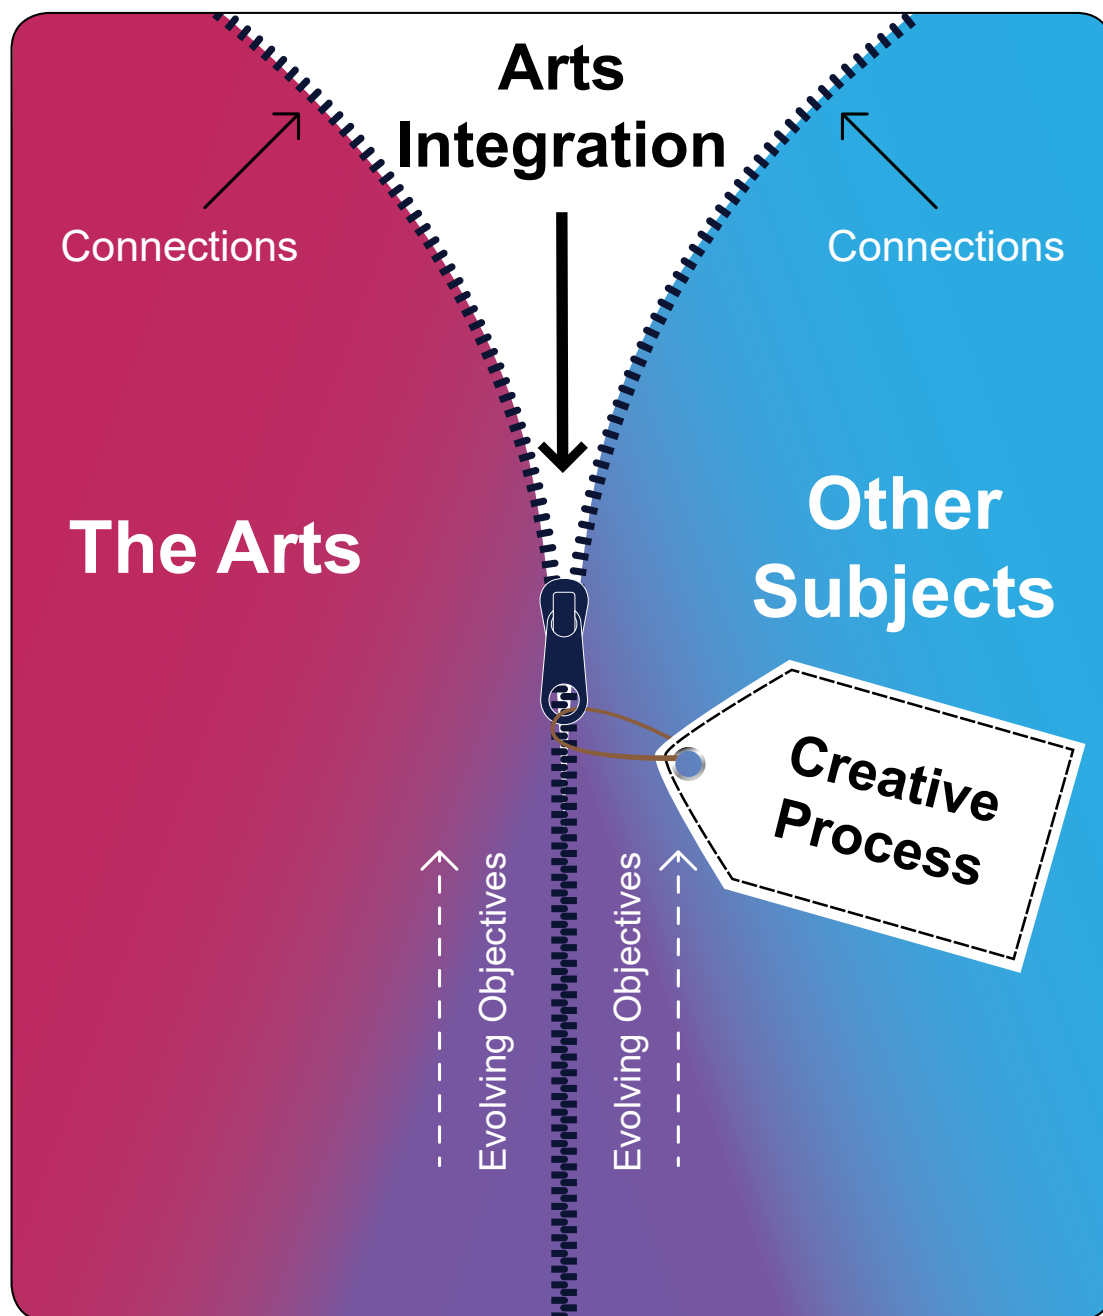 Arts
Integration
Connections
Connections
The Arts
Other
Subjects
Creative
Process
Evolving Objectives
Evolving Objectives